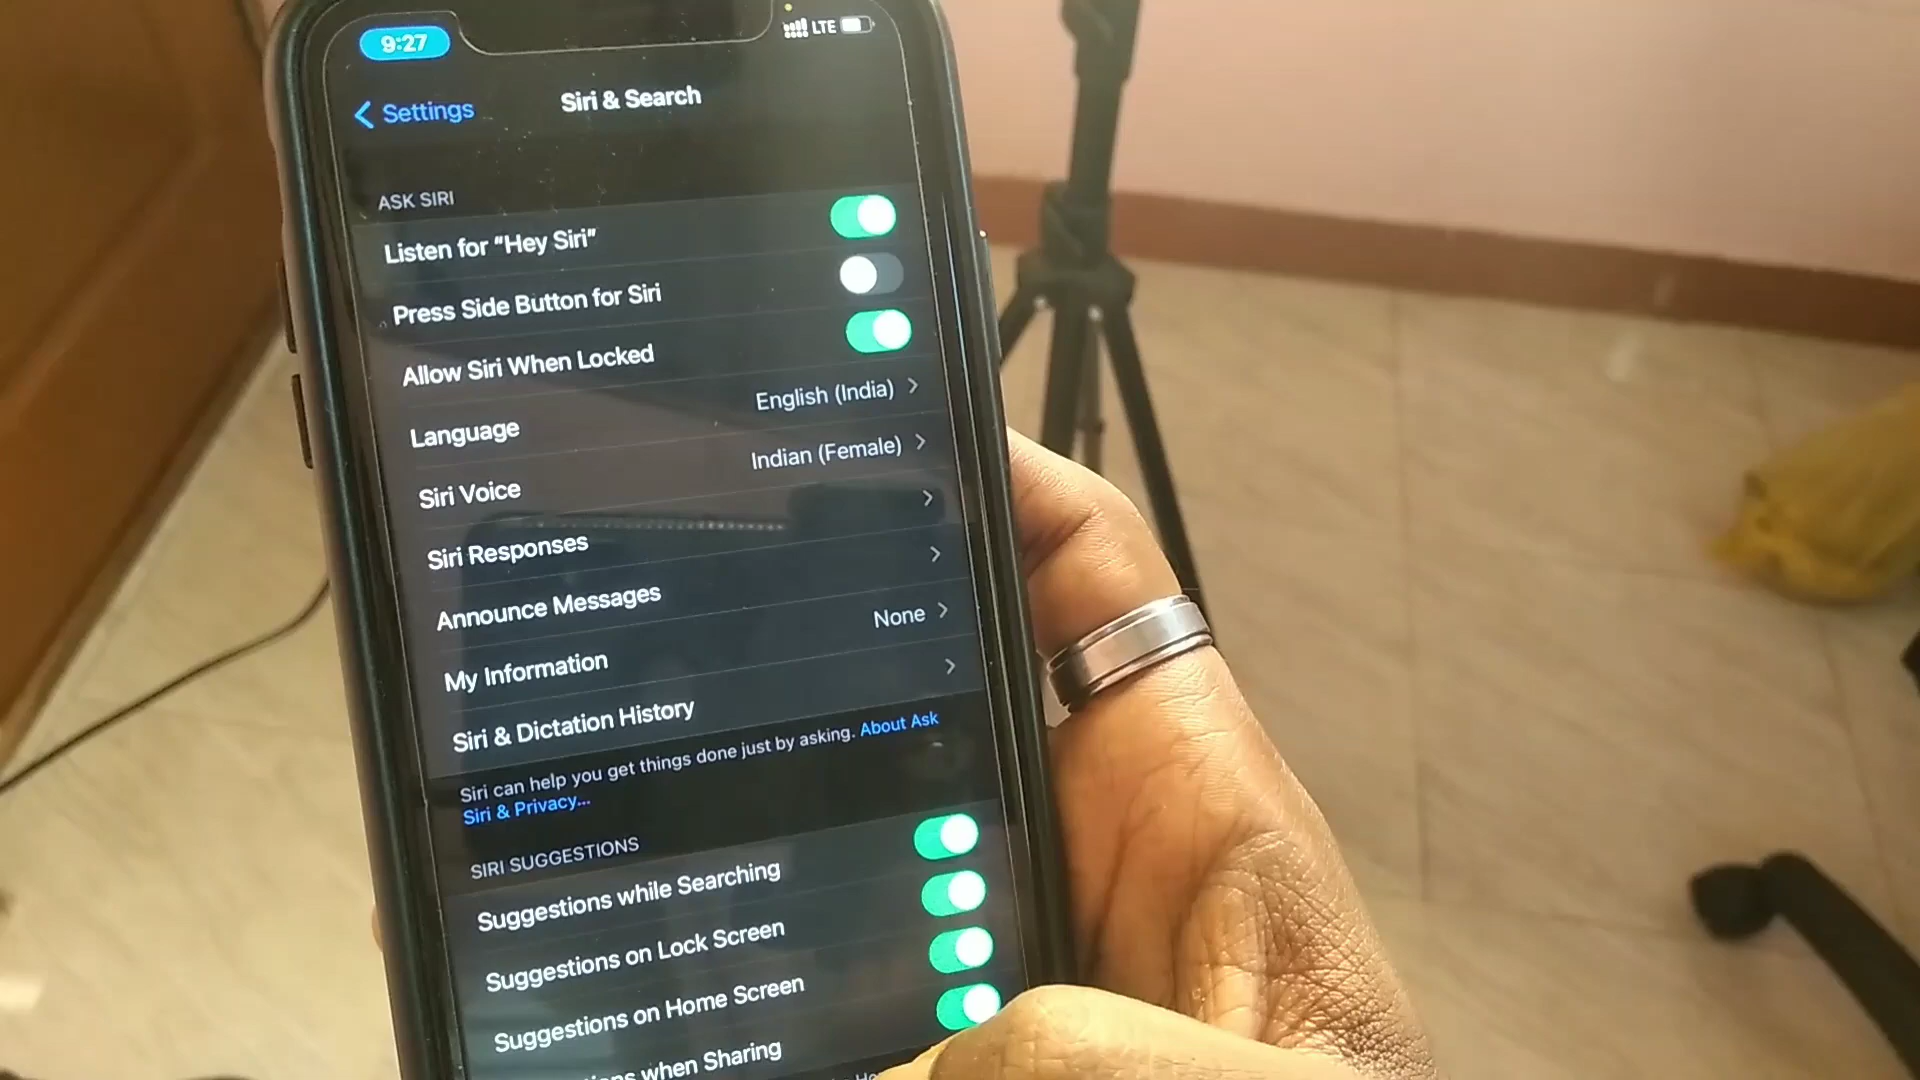 9:27 LTE
Settings Siri & Search
ASK SIRI
Listen for “Hey Siri”
Press Side Button for Siri
Allow Siri When Locked
Language English (India)
Siri Voice Indian (Female)
Siri Responses
Announce Messages
My Information None
Siri & Dictation History
Siri can help you get things done just by asking. About Ask
Siri & Privacy...
SIRI SUGGESTIONS
Suggestions while Searching
Suggestions on Lock Screen
Suggestions on Home Screen
when Sharing